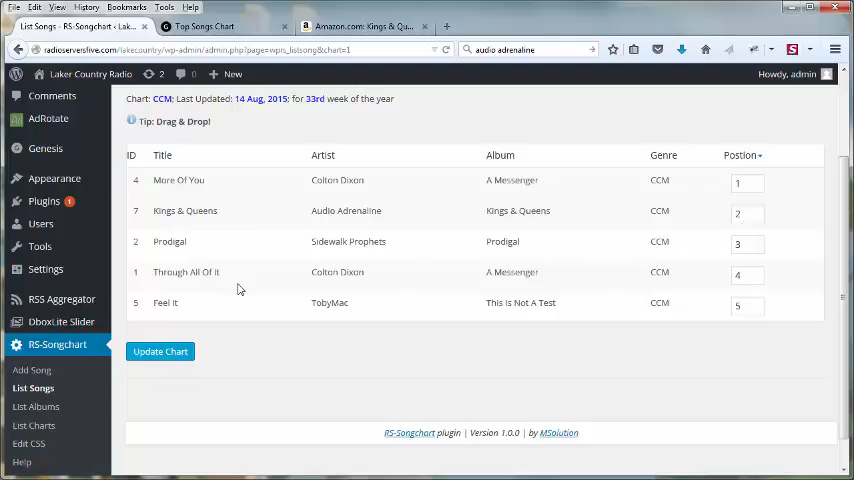 File Edit View History Bookmarks Tools Help
List Songs - RS-Songchart ‹ Lak... × Top Songs Chart × Amazon.com: Kings & Qu... × +
radioserversfive.com/lakecountry/wp-admin/admin.php?page=wprs_listsong&chart=1 audio adrenaline
Laker Country Radio 2 0 + New Howdy, admin
Comments
AdRotate
Genesis
Appearance
Plugins 1
Users
Tools
Settings
RSS Aggregator
DboxLite Slider
RS-Songchart
Add Song
List Songs
List Albums
List Charts
Edit CSS
Help
Chart: CCM; Last Updated: 14 Aug, 2015; for 33rd week of the year
Tip: Drag & Drop!
ID Title Artist Album Genre Postion
4 More Of You Colton Dixon A Messenger CCM 1
7 Kings & Queens Audio Adrenaline Kings & Queens CCM 2
2 Prodigal Sidewalk Prophets Prodigal CCM 3
1 Through All Of It Colton Dixon A Messenger CCM 4
5 Feel It TobyMac This Is Not A Test CCM 5
Update Chart
RS-Songchart plugin | Version 1.0.0 | by MSolution